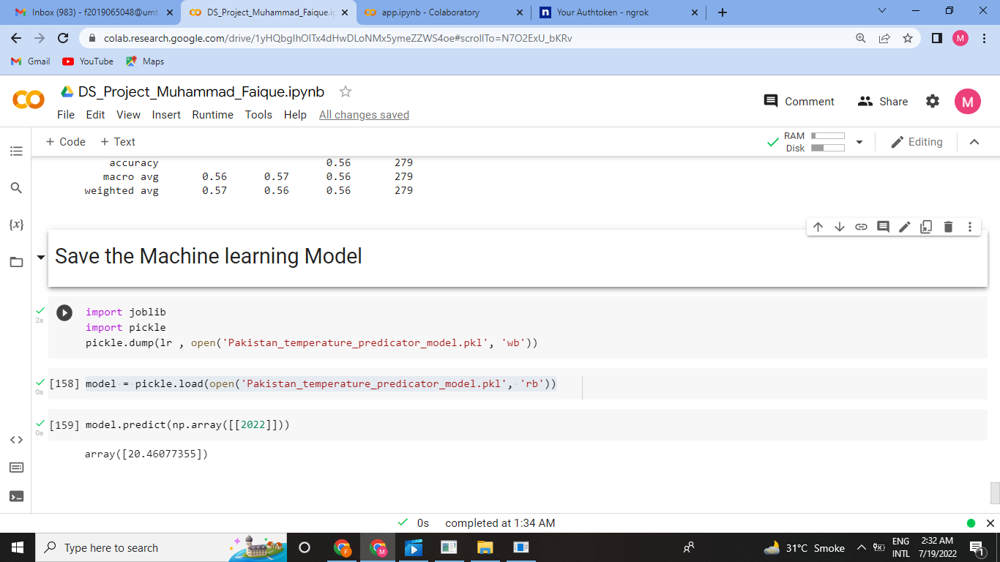 Inbox (983) - f2019065048@umt.
DS_Project_Muhammad_Faique.ip
app.ipynb - Colaboratory
n Your Authtoken - ngrok
colab.research.google.com/drive/1yHQbglhOITx4dHwDLoNMx5ymeZZWS4oe#scrollTo=N7O2ExU_bKRv
M
Gmail YouTube Maps
DS_Project_Muhammad_Faique.ipynb
Comment Share M
File Edit View Insert Runtime Tools Help All changes saved
+ Code + Text
RAM
Disk
Editing
accuracy 0.56 279
macro avg 0.56 0.57 0.56 279
weighted avg 0.57 0.56 0.56 279
{x}
Save the Machine learning Model
2s
import joblib
import pickle
pickle.dump(lr , open('Pakistan_temperature_predicator_model.pkl', 'wb'))
[158] model = pickle.load(open('Pakistan_temperature_predicator_model.pkl', 'rb'))
0s
[159] model.predict(np.array([[2022]]))
0s
array([20.46077355])
0s completed at 1:34 AM
Type here to search
F
M
31°C Smoke
ENG
INTL
2:32 AM
7/19/2022
1